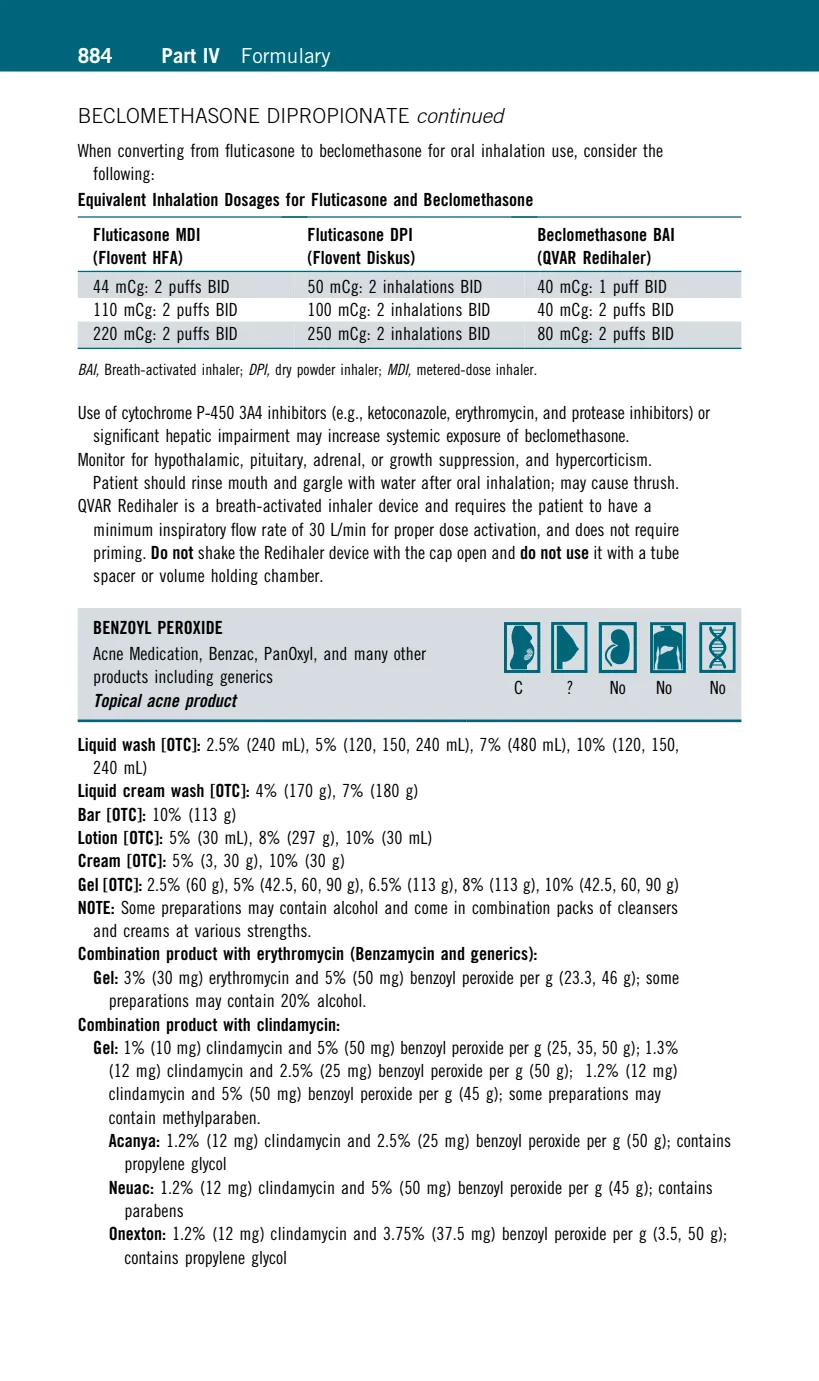 884 Part IV Formulary
BECLOMETHASONE DIPROPIONATE continued
When converting from fluticasone to beclomethasone for oral inhalation use, consider the
following:
Equivalent Inhalation Dosages for Fluticasone and Beclomethasone
Fluticasone MDI Fluticasone DPI Beclomethasone BAI
(Flovent HFA) (Flovent Diskus) (QVAR Redihaler)
44 mCg: 2 puffs BID 50 mCg: 2 inhalations BID 40 mCg: 1 puff BID
110 mCg: 2 puffs BID 100 mCg: 2 inhalations BID 40 mCg: 2 puffs BID
220 mCg: 2 puffs BID 250 mCg: 2 inhalations BID 80 mCg: 2 puffs BID
BAI, Breath-activated inhaler; DPI, dry powder inhaler; MDI, metered-dose inhaler.
Use of cytochrome P-450 3A4 inhibitors (e.g., ketoconazole, erythromycin, and protease inhibitors) or
significant hepatic impairment may increase systemic exposure of beclomethasone.
Monitor for hypothalamic, pituitary, adrenal, or growth suppression, and hypercorticism.
Patient should rinse mouth and gargle with water after oral inhalation; may cause thrush.
QVAR Redihaler is a breath-activated inhaler device and requires the patient to have a
minimum inspiratory flow rate of 30 L/min for proper dose activation, and does not require
priming. Do not shake the Redihaler device with the cap open and do not use it with a tube
spacer or volume holding chamber.
BENZOYL PEROXIDE
Acne Medication, Benzac, PanOxyl, and many other
products including generics
Topical acne product
C ? No No No
Liquid wash [OTC]: 2.5% (240 mL), 5% (120, 150, 240 mL), 7% (480 mL), 10% (120, 150,
240 mL)
Liquid cream wash [OTC]: 4% (170 g), 7% (180 g)
Bar [OTC]: 10% (113 g)
Lotion [OTC]: 5% (30 mL), 8% (297 g), 10% (30 mL)
Cream [OTC]: 5% (3, 30 g), 10% (30 g)
Gel [OTC]: 2.5% (60 g), 5% (42.5, 60, 90 g), 6.5% (113 g), 8% (113 g), 10% (42.5, 60, 90 g)
NOTE: Some preparations may contain alcohol and come in combination packs of cleansers
and creams at various strengths.
Combination product with erythromycin (Benzamycin and generics):
Gel: 3% (30 mg) erythromycin and 5% (50 mg) benzoyl peroxide per g (23.3, 46 g); some
preparations may contain 20% alcohol.
Combination product with clindamycin:
Gel: 1% (10 mg) clindamycin and 5% (50 mg) benzoyl peroxide per g (25, 35, 50 g); 1.3%
(12 mg) clindamycin and 2.5% (25 mg) benzoyl peroxide per g (50 g); 1.2% (12 mg)
clindamycin and 5% (50 mg) benzoyl peroxide per g (45 g); some preparations may
contain methylparaben.
Acanya: 1.2% (12 mg) clindamycin and 2.5% (25 mg) benzoyl peroxide per g (50 g); contains
propylene glycol
Neuac: 1.2% (12 mg) clindamycin and 5% (50 mg) benzoyl peroxide per g (45 g); contains
parabens
Onexton: 1.2% (12 mg) clindamycin and 3.75% (37.5 mg) benzoyl peroxide per g (3.5, 50 g);
contains propylene glycol